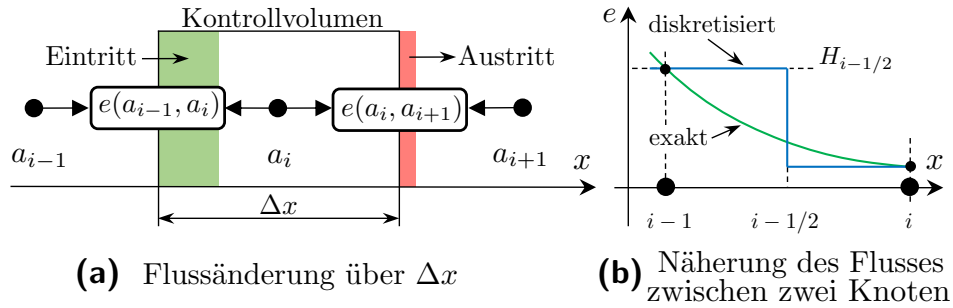 Kontrollvolumen
Eintritt
Austritt
e(a_{i−1}, a_i)
e(a_i, a_{i+1})
a_{i−1}
a_i
a_{i+1}
x
Δx
(a) Flussänderung über Δx
e
diskretisiert
H_{i−1/2}
exakt
x
i − 1
i − 1/2
i
(b) Näherung des Flusses
zwischen zwei Knoten